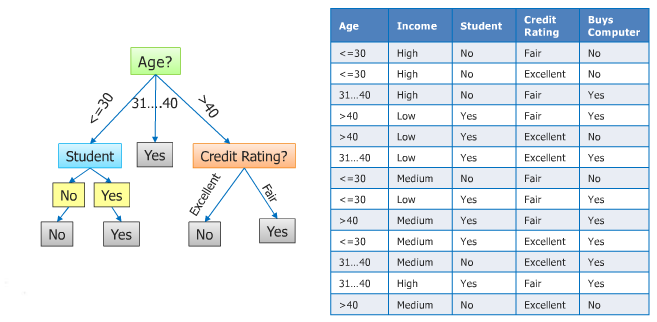 Age?
<=30
31....40
>40
Student
Yes
Credit Rating?
No
Yes
Excellent
Fair
No
Yes
No
Yes
Age Income Student Credit Rating Buys Computer
<=30 High No Fair No
<=30 High No Excellent No
31...40 High No Fair Yes
>40 Low Yes Fair Yes
>40 Low Yes Excellent No
31...40 Low Yes Excellent Yes
<=30 Medium No Fair No
<=30 Low Yes Fair Yes
>40 Medium Yes Fair Yes
<=30 Medium Yes Excellent Yes
31...40 Medium No Excellent Yes
31...40 High Yes Fair Yes
>40 Medium No Excellent No